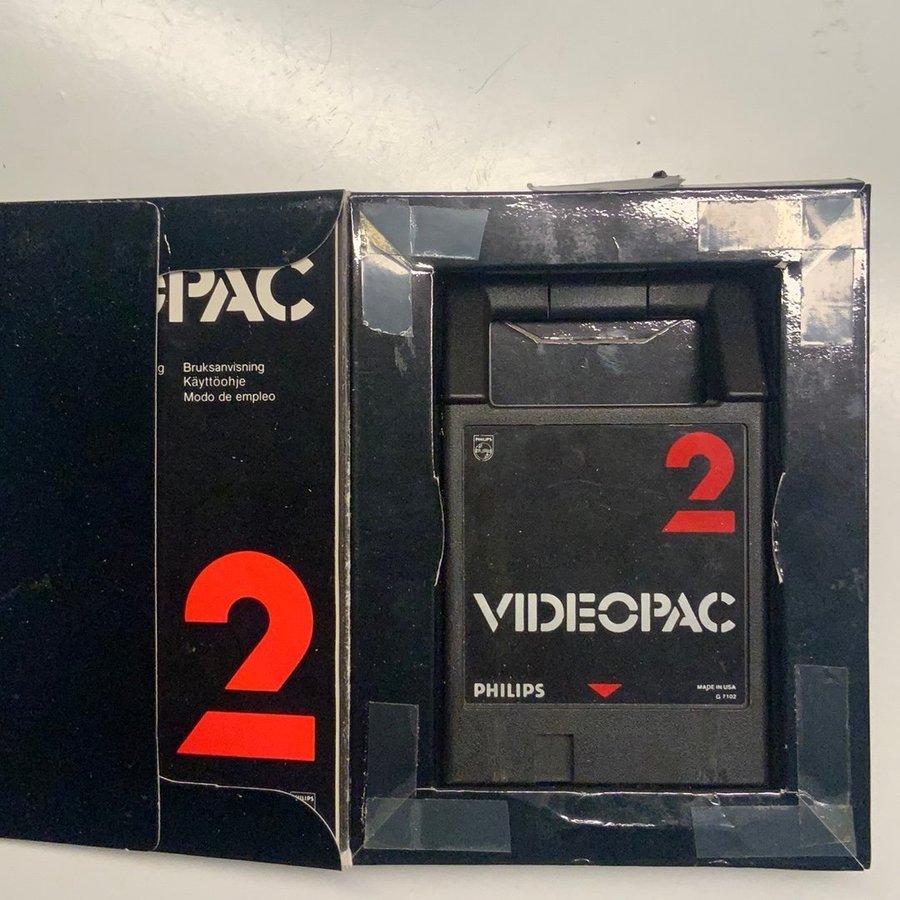 PAC
g Bruksanvisning
Käyttöohje
Modo de empleo
2
PHILIPS
2
VIDEOPAC
PHILIPS
MADE IN USA
G 7102